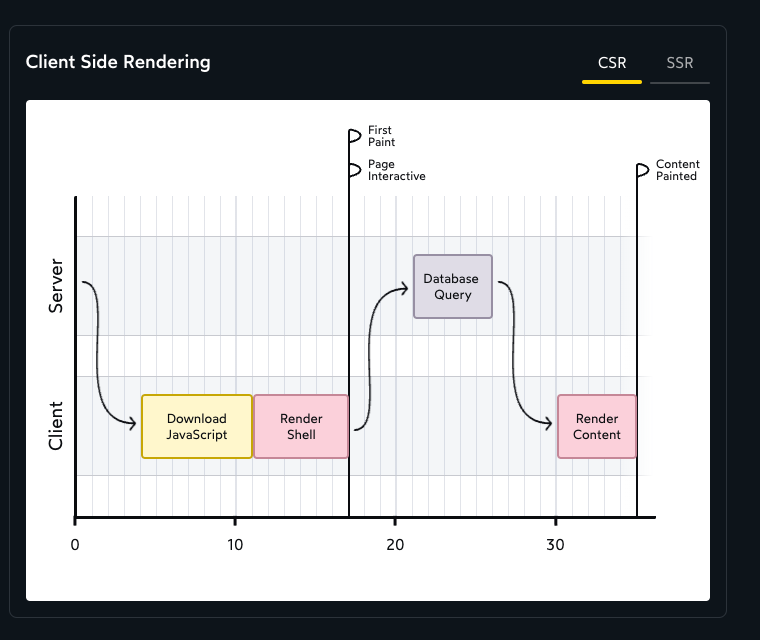 Client Side Rendering
CSR
SSR
First
Paint
Page
Interactive
Content
Painted
Server
Database
Query
Client
Download
JavaScript
Render
Shell
Render
Content
0
10
20
30